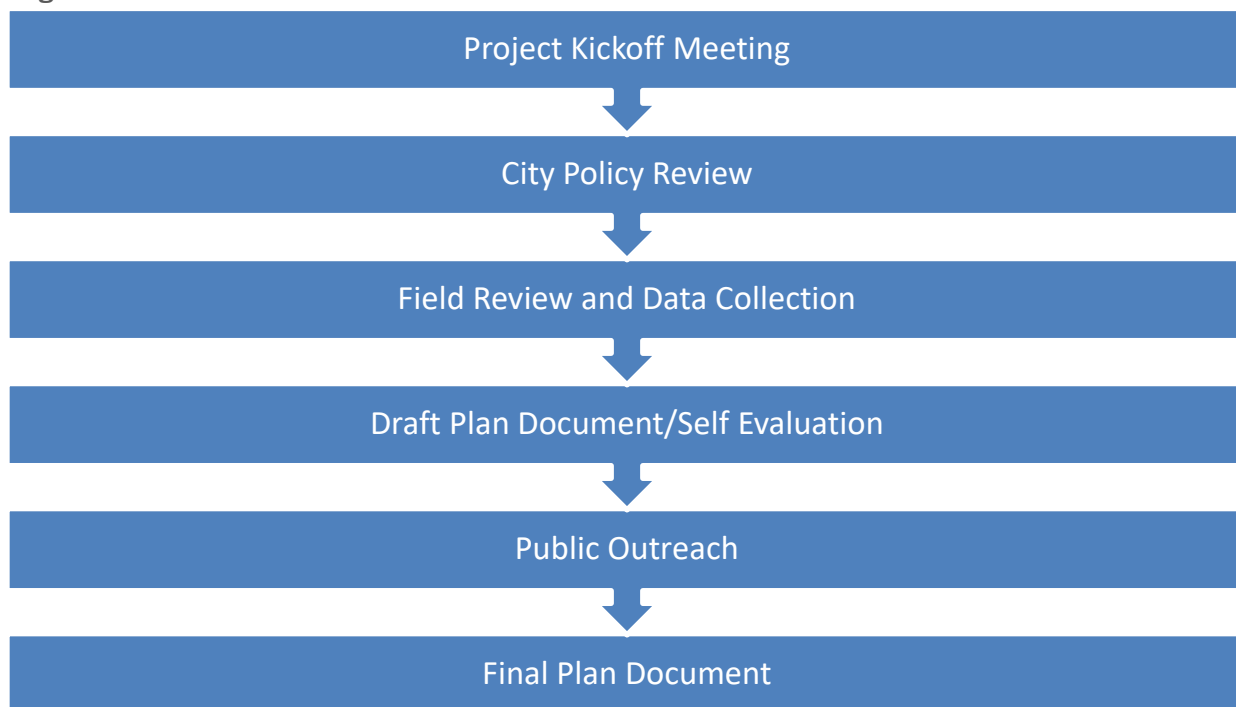 Project Kickoff Meeting
City Policy Review
Field Review and Data Collection
Draft Plan Document/Self Evaluation
Public Outreach
Final Plan Document